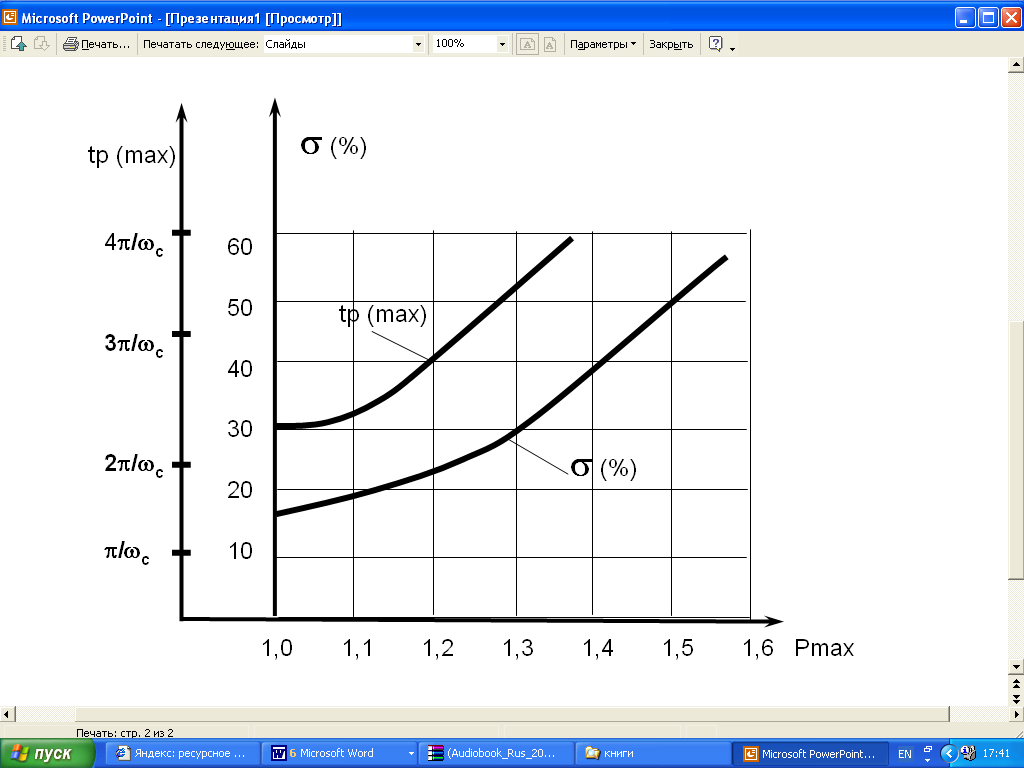 Microsoft PowerPoint - [Презентация1 [Просмотр]]
Печать... Печатать следующее: Слайды 100% Параметры Закрыть
tp (max)
σ (%)
4π/ωc
3π/ωc
2π/ωc
π/ωc
60
50
40
30
20
10
tp (max)
σ (%)
1,0 1,1 1,2 1,3 1,4 1,5 1,6 Pmax
Печать: стр. 2 из 2
пуск Яндекс: ресурсное ... 6 Microsoft Word (Audiobook_Rus_20... книги Microsoft PowerPoint... EN 17:41